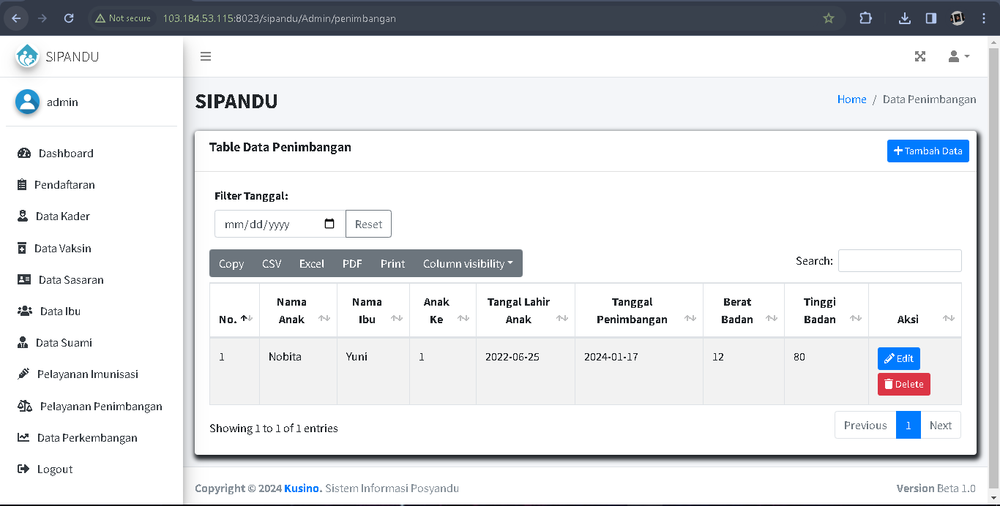 Not secure 103.184.53.115:8023/sipandu/Admin/penimbangan
SIPANDU
admin
Dashboard
Pendaftaran
Data Kader
Data Vaksin
Data Sasaran
Data Ibu
Data Suami
Pelayanan Imunisasi
Pelayanan Penimbangan
Data Perkembangan
Logout
SIPANDU
Home / Data Penimbangan
Table Data Penimbangan
Tambah Data
Filter Tanggal:
mm/dd/yyyy Reset
Copy CSV Excel PDF Print Column visibility
Search:
No. Nama Anak Nama Ibu Anak Ke Tangal Lahir Anak Tanggal Penimbangan Berat Badan Tinggi Badan Aksi
1 Nobita Yuni 1 2022-06-25 2024-01-17 12 80 Edit
Delete
Showing 1 to 1 of 1 entries
Previous 1 Next
Copyright © 2024 Kusino. Sistem Informasi Posyandu
Version Beta 1.0